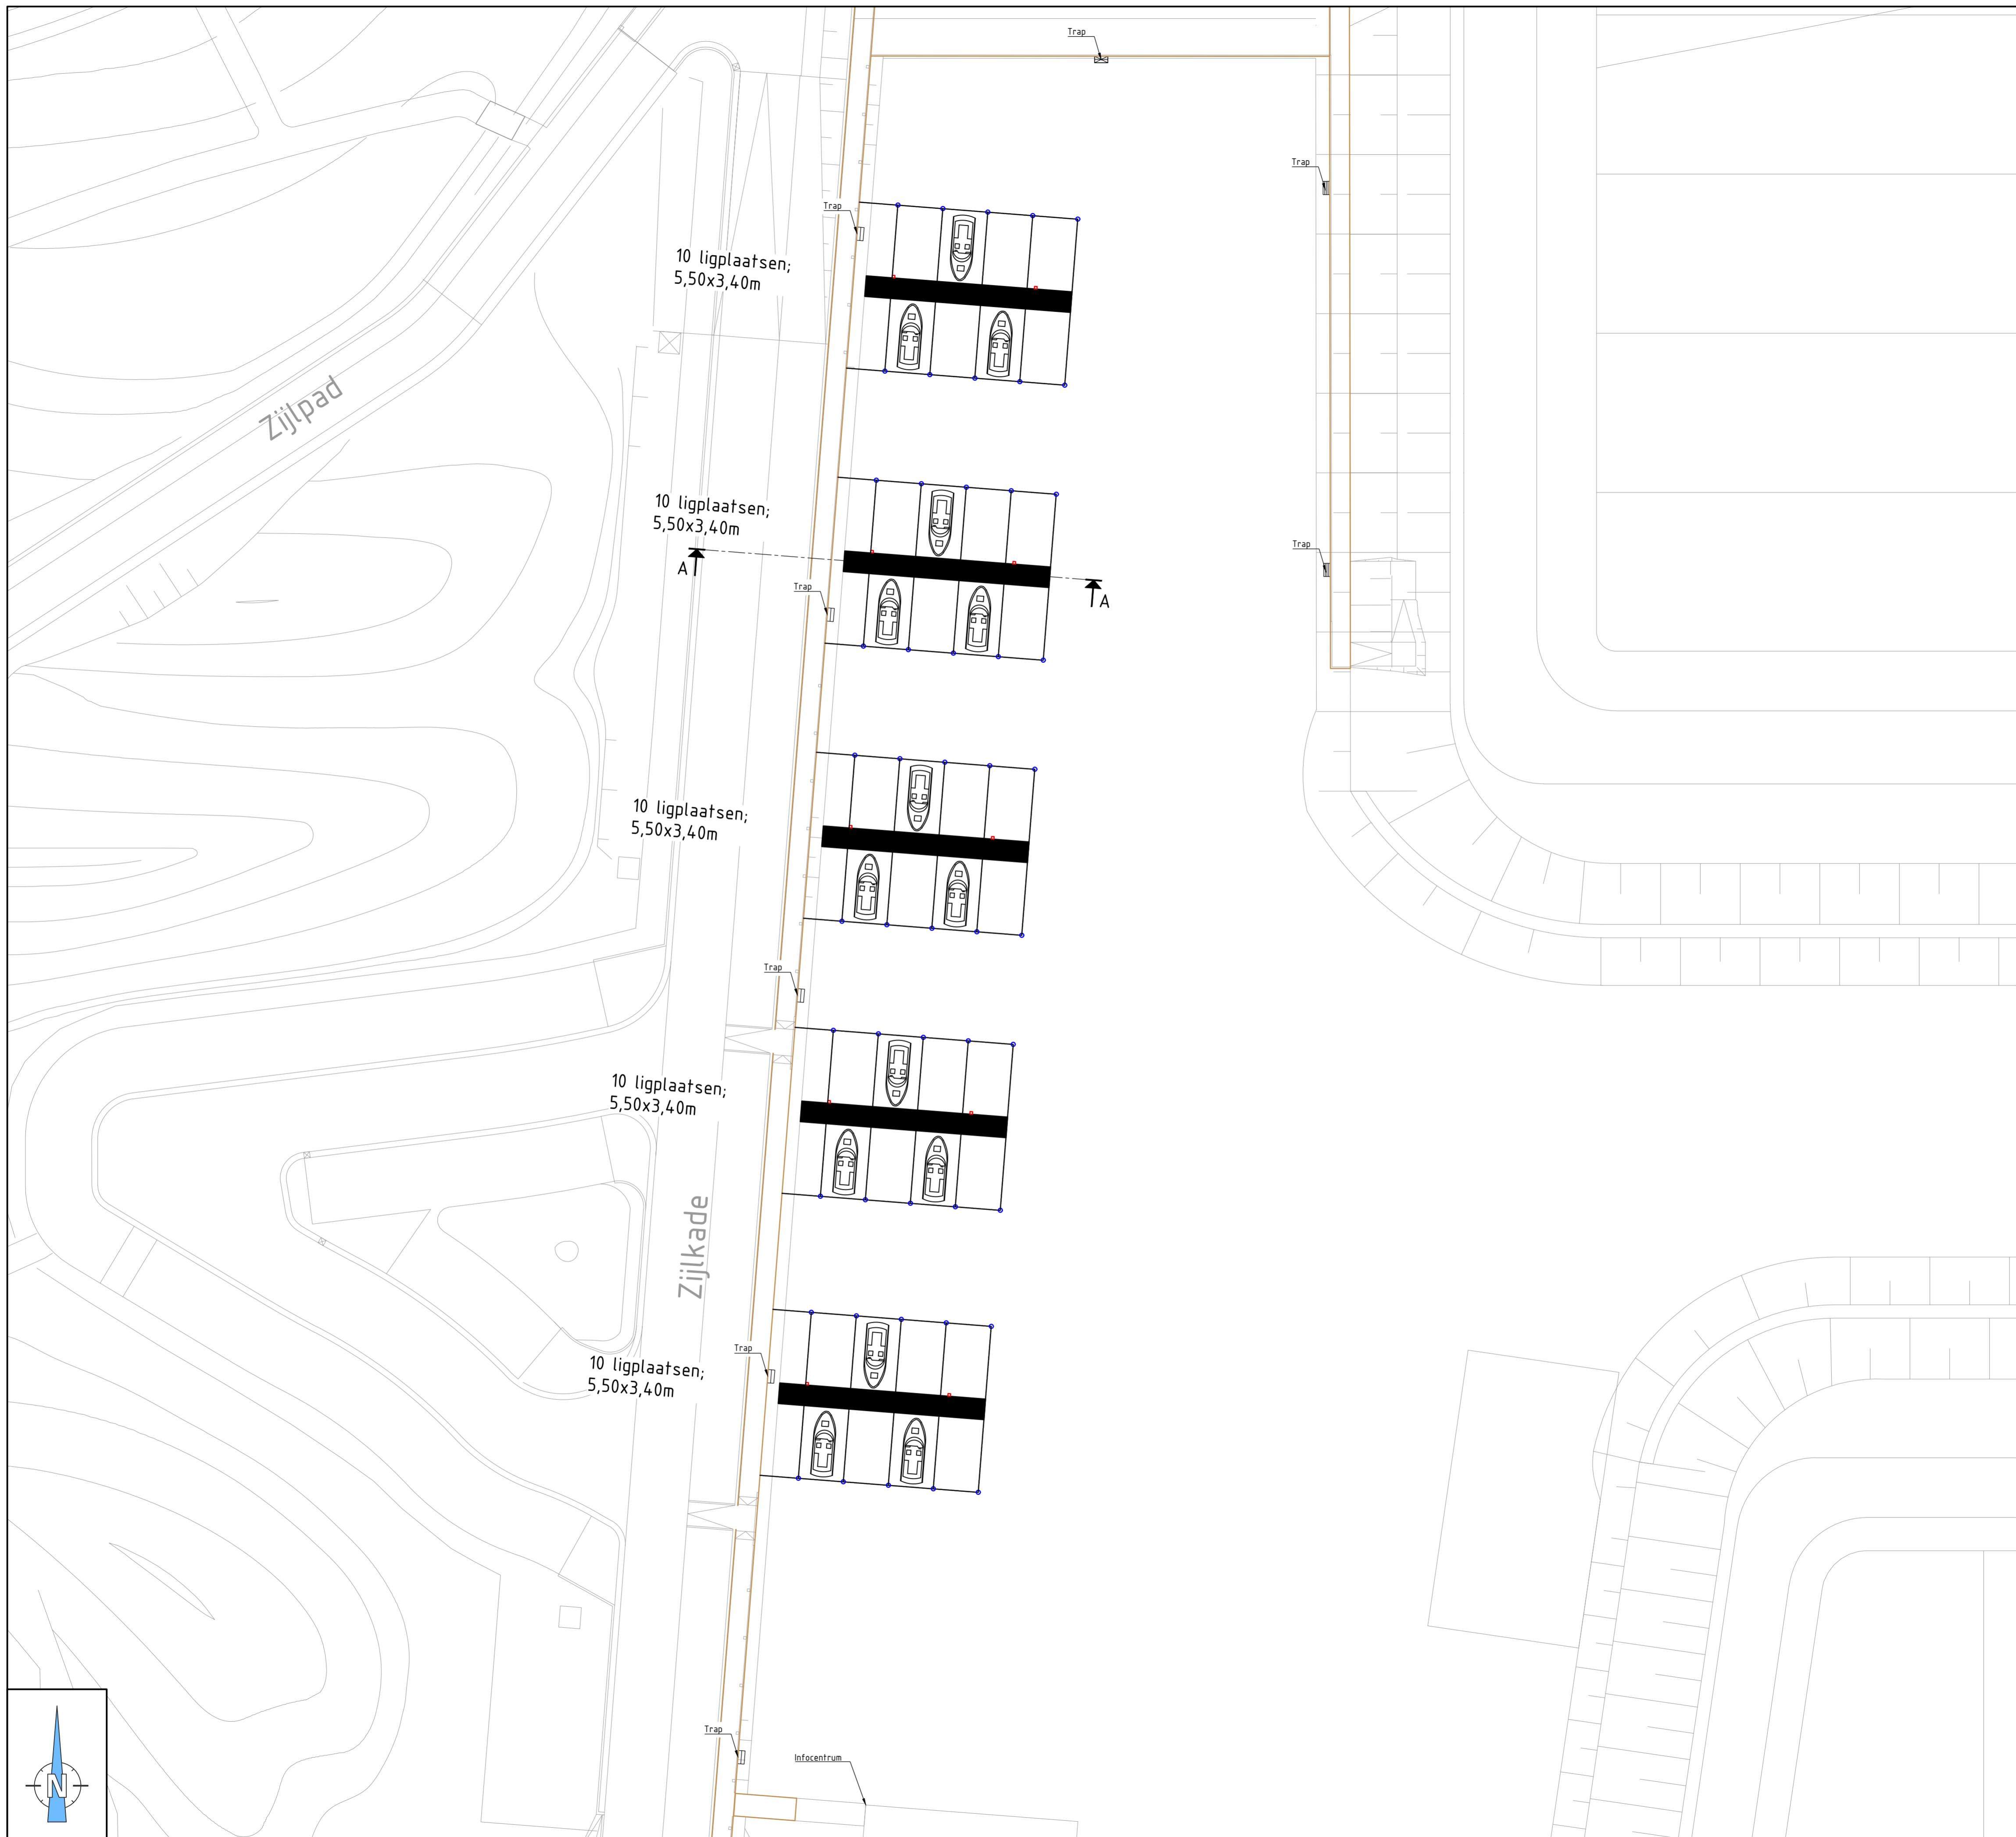 Trap
Trap
Trap
10 ligplaatsen;
5,50x3,40m
Zijlpad
10 ligplaatsen;
5,50x3,40m
Trap
A
A
Trap
10 ligplaatsen;
5,50x3,40m
Trap
10 ligplaatsen;
5,50x3,40m
Zijlkade
Trap
10 ligplaatsen;
5,50x3,40m
Trap
Infocentrum
N